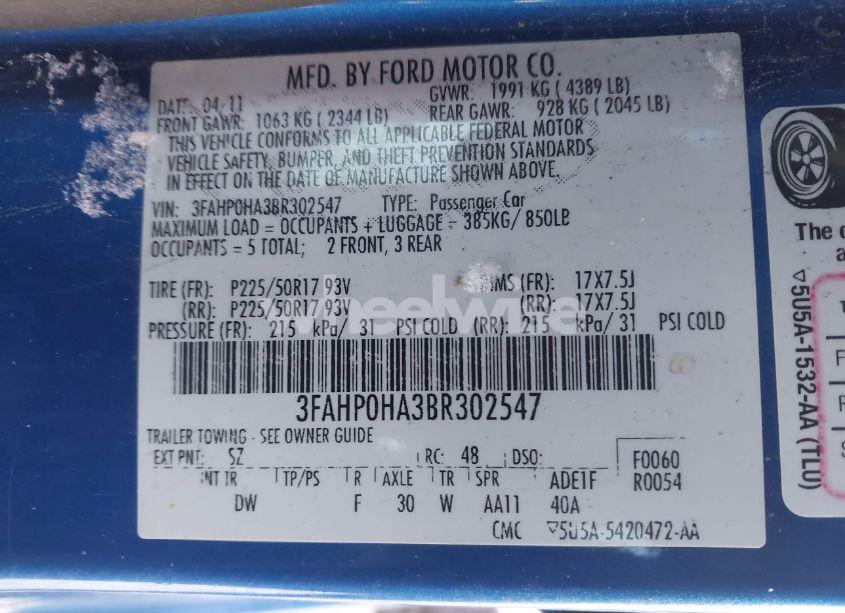 MFD. BY FORD MOTOR CO.
DATE: 04/11 GVWR: 1991 KG ( 4389 LB)
FRONT GAWR: 1063 KG ( 2344 LB) REAR GAWR: 928 KG ( 2045 LB)
THIS VEHICLE CONFORMS TO ALL APPLICABLE FEDERAL MOTOR
VEHICLE SAFETY, BUMPER, AND THEFT PREVENTION STANDARDS
IN EFFECT ON THE DATE OF MANUFACTURE SHOWN ABOVE.
VIN: 3FAHP0HA3BR302547 TYPE: Passenger Car
MAXIMUM LOAD = OCCUPANTS + LUGGAGE = 385KG/ 850LB
OCCUPANTS = 5 TOTAL; 2 FRONT, 3 REAR
TIRE (FR): P225/50R17 93V RIMS (FR): 17X7.5J
(RR): P225/50R17 93V (RR): 17X7.5J
PRESSURE (FR): 215 kPa/ 31 PSI COLD (RR): 215 kPa/ 31 PSI COLD
wheelwire
3FAHP0HA3BR302547
TRAILER TOWING - SEE OWNER GUIDE
EXT PNT: SZ RC: 48 DSO: F0060
INT TR TP/PS R AXLE TR SPR ADE1F R0054
DW F 30 W AA11 40A
CMC ▽5U5A-5420472-AA
The
▽5U5A-1532-AA (TLU)